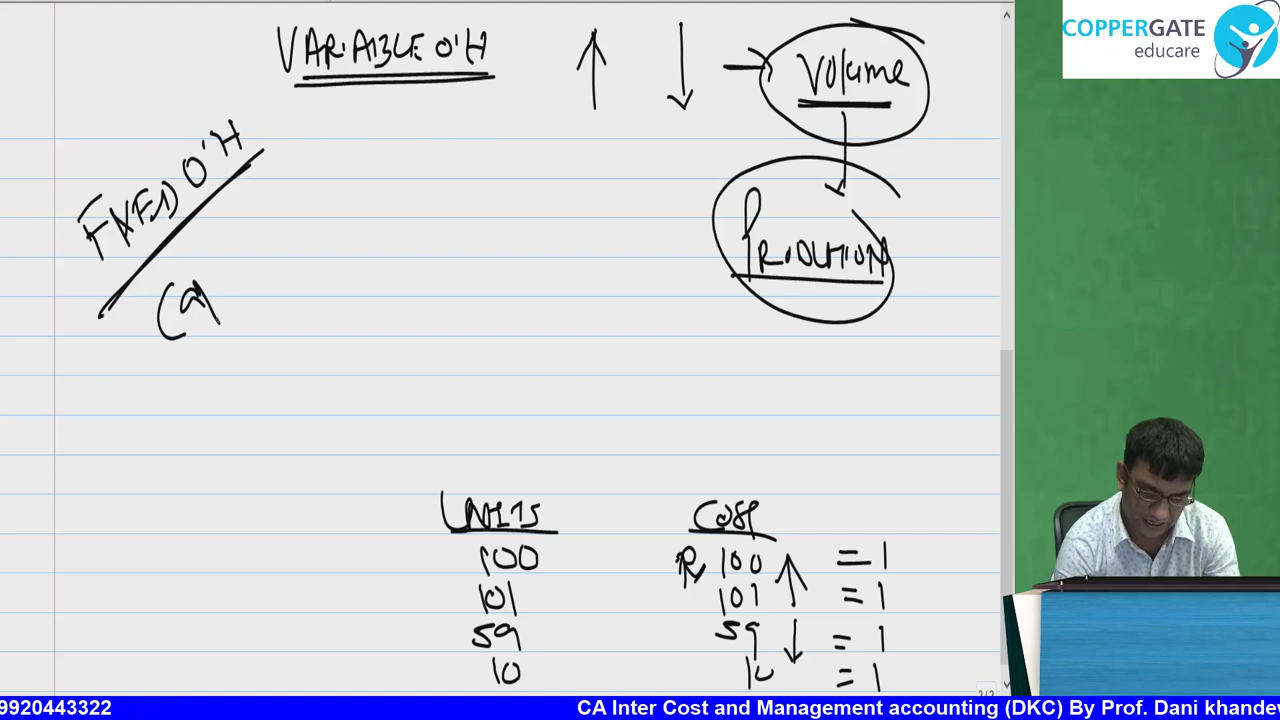 COPPERGATE
educare
VARIABLE O'H
Volume
PRODUCTION
FIXED O'H
UNITS COST
100 100 = 1
101 101 = 1
59 59 = 1
10 10 = 1
9920443322 CA Inter Cost and Management accounting (DKC) By Prof. Dani khandev